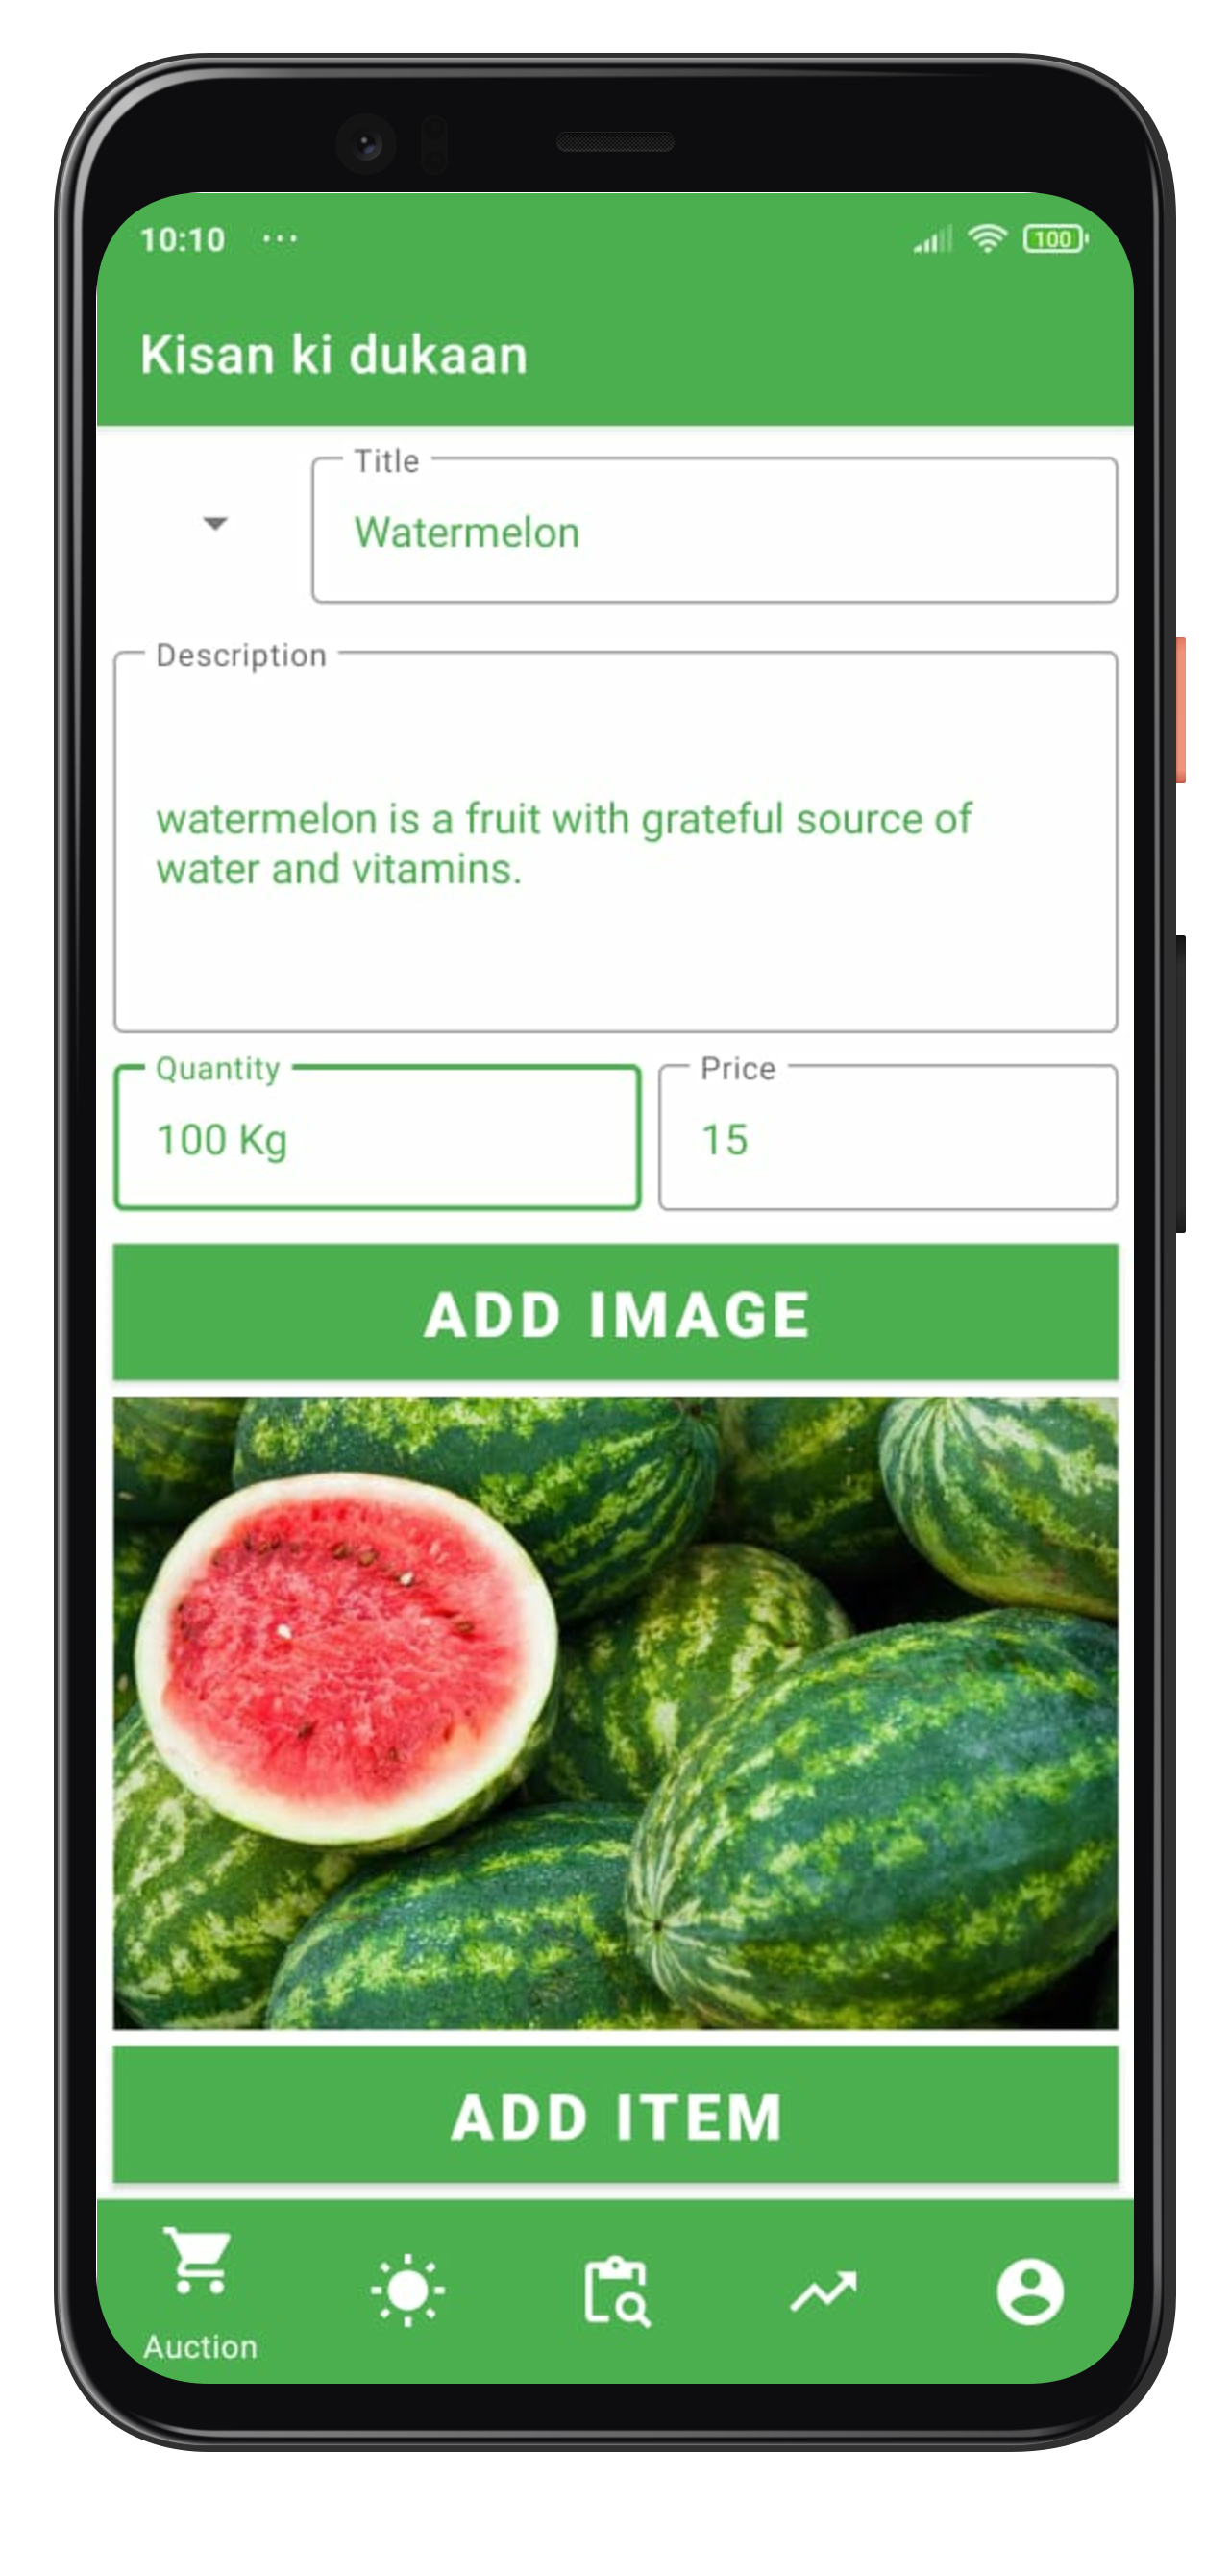 10:10 ...
100
Kisan ki dukaan
Title
Watermelon
Description
watermelon is a fruit with grateful source of
water and vitamins.
Quantity
100 Kg
Price
15
ADD IMAGE
ADD ITEM
Auction